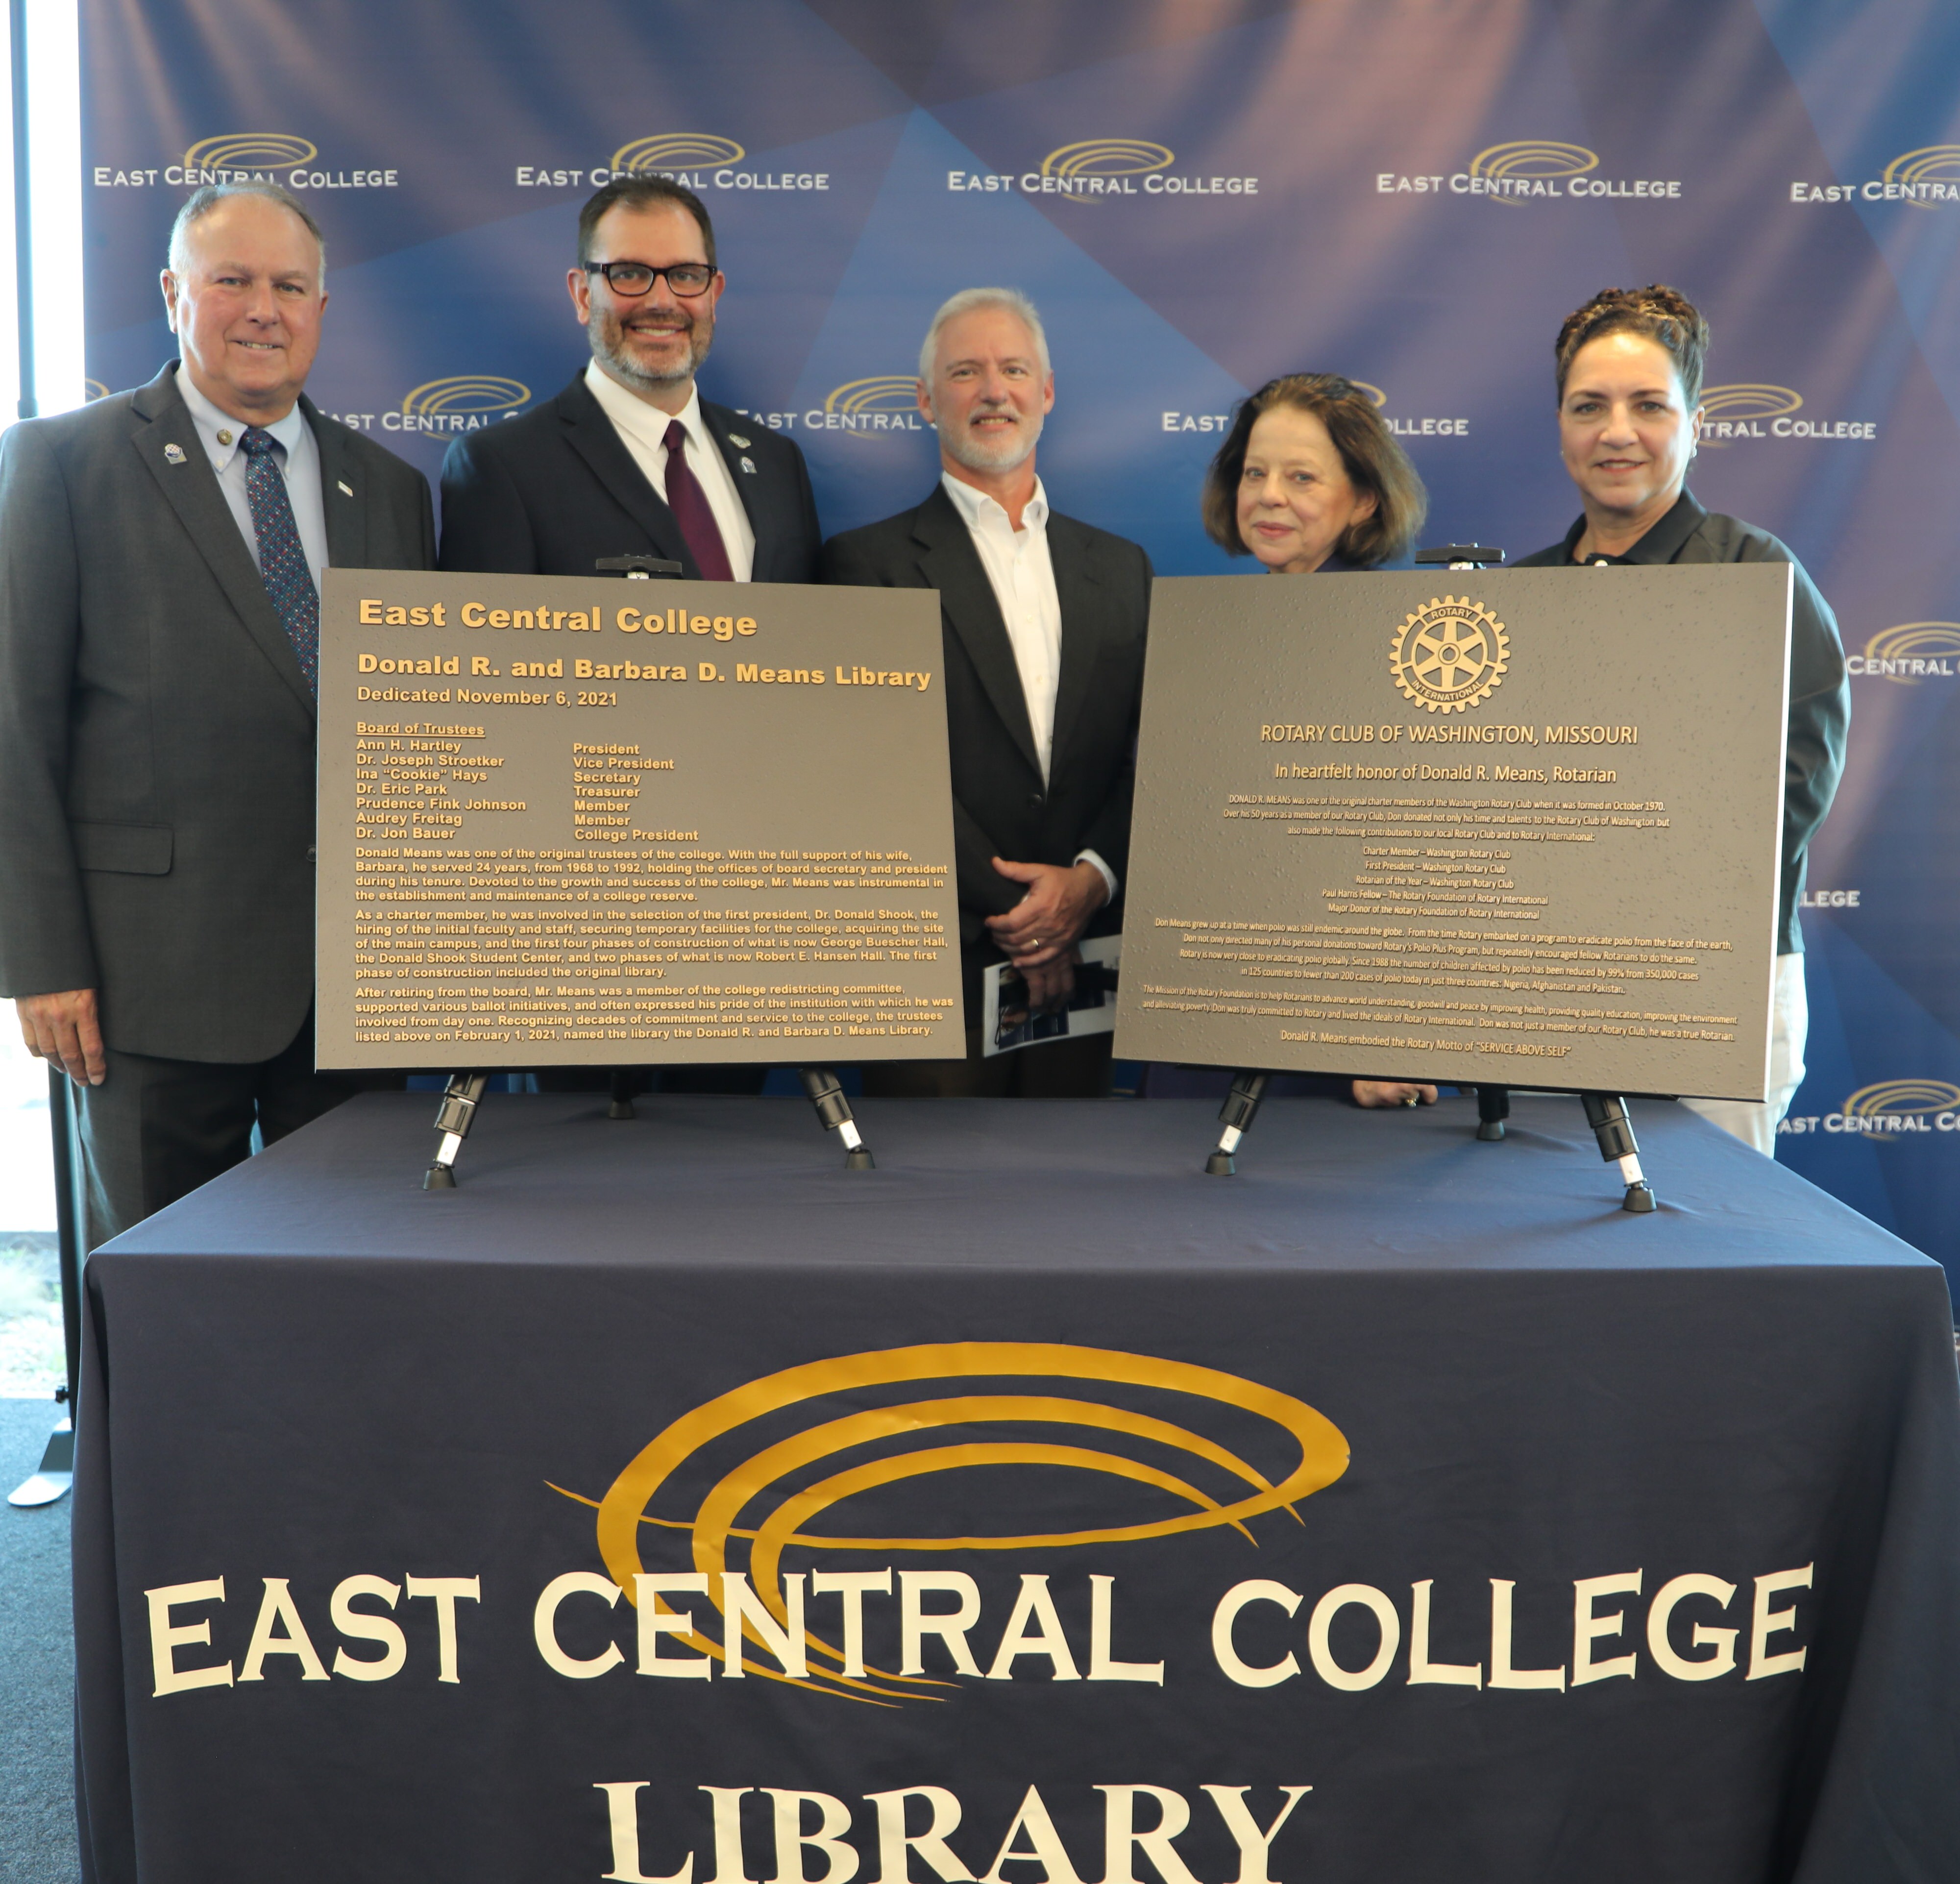 EAST CENTRAL COLLEGE
EAST CENTRAL COLLEGE
EAST CENTRAL COLLEGE
EAST CENTRAL COLLEGE
EAST CENTRA
AST CENTRAL C
AST CENTRAL
EAST
LLEGE
TRAL COLLEGE
CENTRAL
LLEGE
AST CENTRAL CO
East Central College
Donald R. and Barbara D. Means Library
Dedicated November 6, 2021
Board of Trustees
Ann H. Hartley President
Dr. Joseph Stroetker Vice President
Ina “Cookie” Hays Secretary
Dr. Eric Park Treasurer
Prudence Fink Johnson Member
Audrey Freitag Member
Dr. Jon Bauer College President
Donald Means was one of the original trustees of the college. With the full support of his wife,
Barbara, he served 24 years, from 1968 to 1992, holding the offices of board secretary and president
during his tenure. Devoted to the growth and success of the college, Mr. Means was instrumental in
the establishment and maintenance of a college reserve.
As a charter member, he was involved in the selection of the first president, Dr. Donald Shook, the
hiring of the initial faculty and staff, securing temporary facilities for the college, acquiring the site
of the main campus, and the first four phases of construction of what is now George Buescher Hall,
the Donald Shook Student Center, and two phases of what is now Robert E. Hansen Hall. The first
phase of construction included the original library.
After retiring from the board, Mr. Means was a member of the college redistricting committee,
supported various ballot initiatives, and often expressed his pride of the institution with which he was
involved from day one. Recognizing decades of commitment and service to the college, the trustees
listed above on February 1, 2021, named the library the Donald R. and Barbara D. Means Library.
ROTARY
INTERNATIONAL
ROTARY CLUB OF WASHINGTON, MISSOURI
In heartfelt honor of Donald R. Means, Rotarian
DONALD R. MEANS was one of the original charter members of the Washington Rotary Club when it was formed in October 1970.
Over his 50 years as a member of our Rotary Club, Don donated not only his time and talents to the Rotary Club of Washington but
also made the following contributions to our local Rotary Club and to Rotary International:
Charter Member – Washington Rotary Club
First President – Washington Rotary Club
Rotarian of the Year – Washington Rotary Club
Paul Harris Fellow – The Rotary Foundation of Rotary International
Major Donor of the Rotary Foundation of Rotary International
Don Means grew up at a time when polio was still endemic around the globe. From the time Rotary embarked on a program to eradicate polio from the face of the earth,
Don not only directed many of his personal donations toward Rotary's Polio Plus Program, but repeatedly encouraged fellow Rotarians to do the same.
Rotary is now very close to eradicating polio globally. Since 1988 the number of children affected by polio has been reduced by 99% from 350,000 cases
in 125 countries to fewer than 200 cases of polio today in just three countries: Nigeria, Afghanistan and Pakistan.
The Mission of the Rotary Foundation is to help Rotarians to advance world understanding, goodwill and peace by improving health, providing quality education, improving the environment
and alleviating poverty. Don was truly committed to Rotary and lived the ideals of Rotary International. Don was not just a member of our Rotary Club, he was a true Rotarian.
Donald R. Means embodied the Rotary Motto of “SERVICE ABOVE SELF”
EAST CENTRAL COLLEGE
LIBRARY